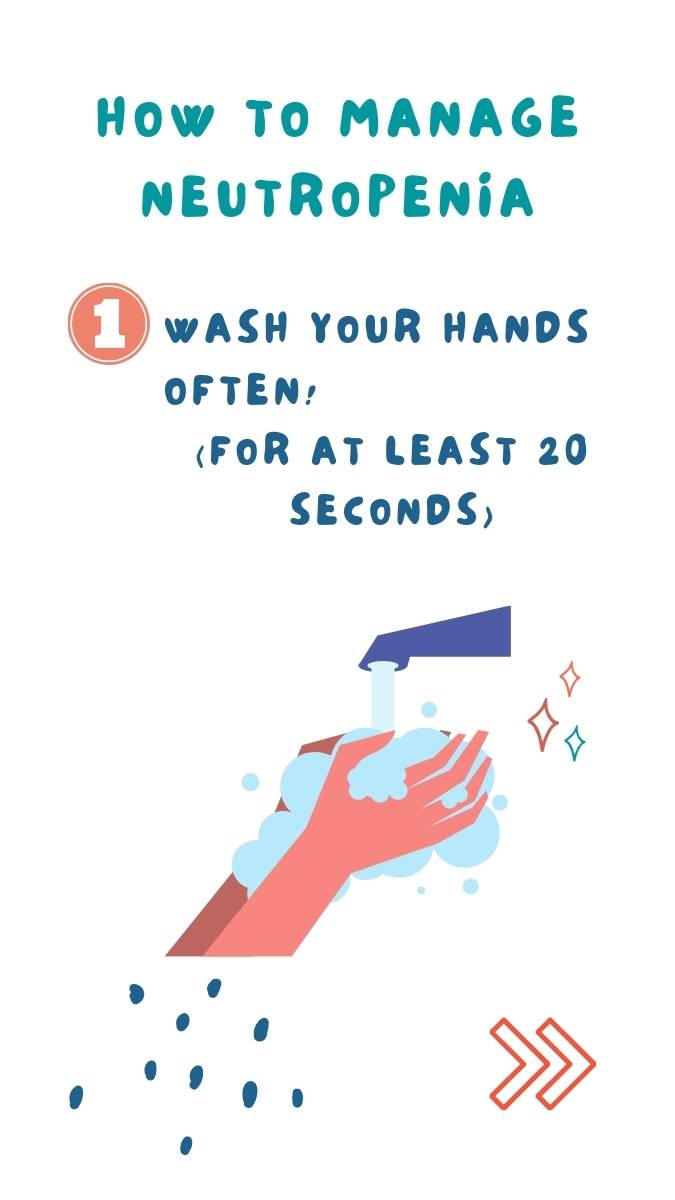 HOW TO MANAGE
NEUTROPENIA
1 WASH YOUR HANDS
OFTEN!
(FOR AT LEAST 20
SECONDS)